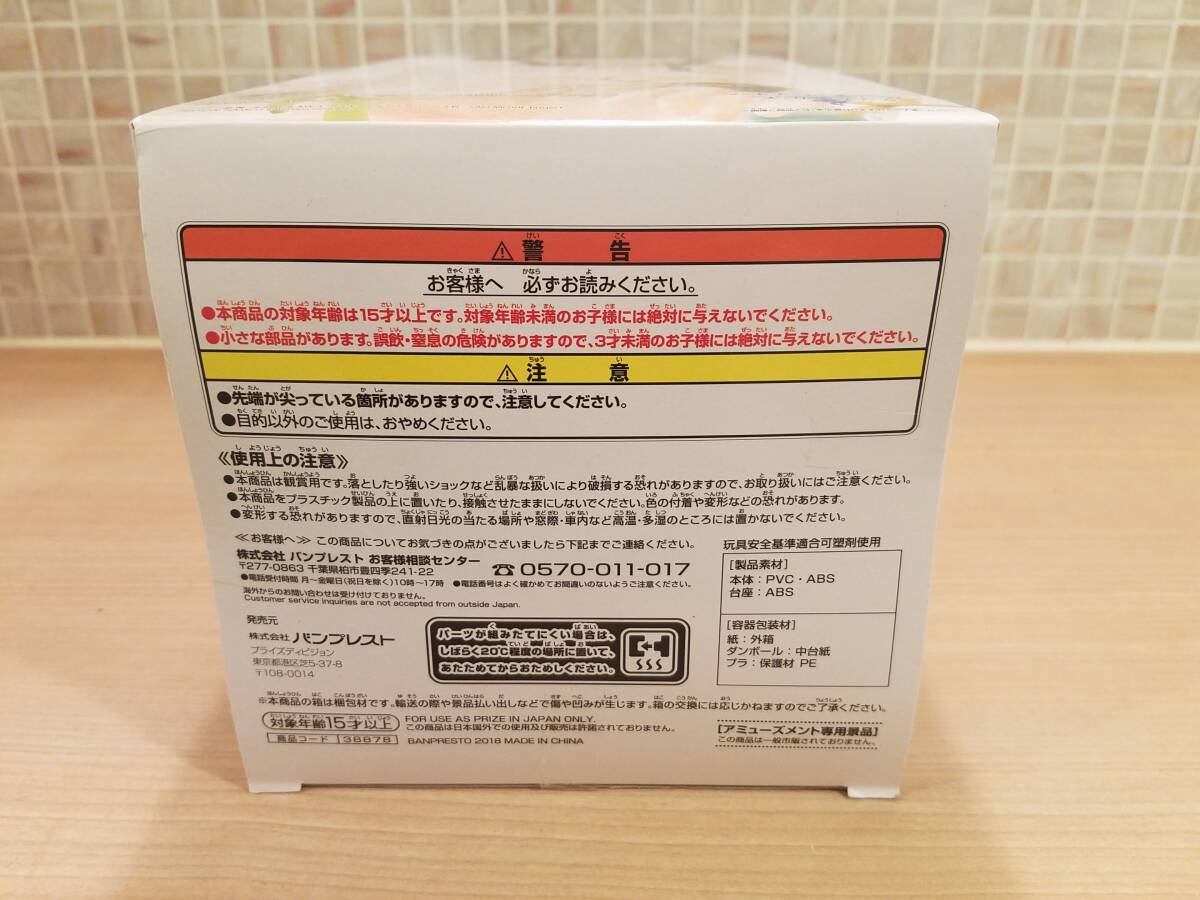 ⚠ 警告
お客様へ 必ずお読みください。
●本商品の対象年齢は15才以上です。対象年齢未満のお子様には絶対に与えないでください。
●小さな部品があります。誤飲・窒息の危険がありますので、3才未満のお子様には絶対に与えないでください。
⚠ 注意
●先端が尖っている箇所がありますので、注意してください。
●目的以外のご使用は、おやめください。
《使用上の注意》
●本商品は観賞用です。落としたり強いショックなど乱暴な扱いにより破損する恐れがありますので、お取り扱いにはご注意ください。
●本商品をプラスチック製品の上に置いたり、接触させたままにしないでください。色の付着や変形などの恐れがあります。
●変形する恐れがありますので、直射日光の当たる場所や窓際・車内など高温・多湿のところには置かないでください。
≪お客様へ≫ この商品についてお気づきの点がございましたら下記までご連絡ください。
株式会社 バンプレスト お客様相談センター
〒277-0863 千葉県柏市豊四季241-22
☎ 0570-011-017
●電話受付時間 月〜金曜日(祝日を除く)10時〜17時 ●電話番号はよく確かめてお間違いのないようご注意ください。
海外からのお問い合わせは受け付けておりません。
Customer service inquiries are not accepted from outside Japan.
玩具安全基準適合可塑剤使用
[製品素材]
本体:PVC・ABS
台座:ABS
[容器包装材]
紙:外箱
ダンボール:中台紙
プラ:保護材 PE
発売元
株式会社 バンプレスト
プライズディビジョン
東京都港区芝5-37-8
〒108-0014
パーツが組みたてにくい場合は、
しばらく20℃程度の場所に置いて、
あたためてからおためしください。
※本商品の箱は梱包材です。輸送の際や景品払い出しなどで傷や凹みが生じます。箱の交換には応じかねますのでご了承ください。
対象年齢15才以上
FOR USE AS PRIZE IN JAPAN ONLY.
この商品は日本国外での使用及び販売は許諾されておりません。
商品コード 38878
BANPRESTO 2018 MADE IN CHINA
[アミューズメント専用景品]
この商品は一般市販されておりません。